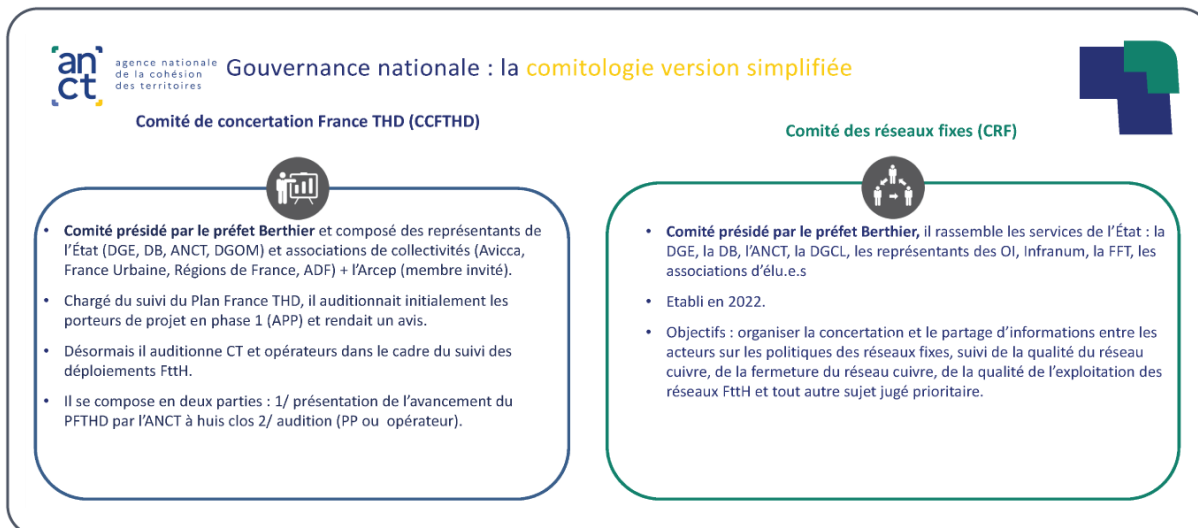 an
ct
agence nationale
de la cohésion
des territoires
Gouvernance nationale : la comitologie version simplifiée
Comité de concertation France THD (CCFTHD)
• Comité présidé par le préfet Berthier et composé des représentants de
l'État (DGE, DB, ANCT, DGOM) et associations de collectivités (Avicca,
France Urbaine, Régions de France, ADF) + l'Arcep (membre invité).
• Chargé du suivi du Plan France THD, il auditionnait initialement les
porteurs de projet en phase 1 (APP) et rendait un avis.
• Désormais il auditionne CT et opérateurs dans le cadre du suivi des
déploiements FttH.
• Il se compose en deux parties : 1/ présentation de l'avancement du
PFTHD par l'ANCT à huis clos 2/ audition (PP ou opérateur).
Comité des réseaux fixes (CRF)
• Comité présidé par le préfet Berthier, il rassemble les services de l'État : la
DGE, la DB, l'ANCT, la DGCL, les représentants des OI, Infranum, la FFT, les
associations d'élu.e.s
• Etabli en 2022.
• Objectifs : organiser la concertation et le partage d'informations entre les
acteurs sur les politiques des réseaux fixes, suivi de la qualité du réseau
cuivre, de la fermeture du réseau cuivre, de la qualité de l'exploitation des
réseaux FttH et tout autre sujet jugé prioritaire.